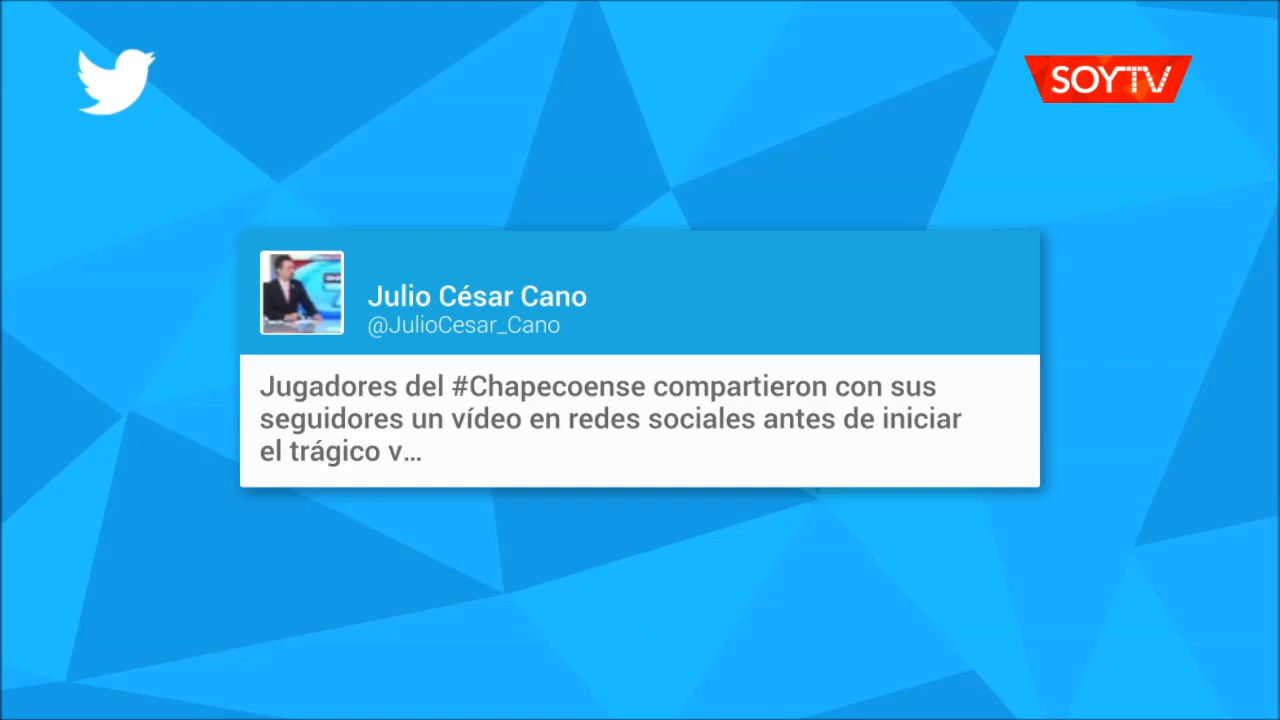 SOYTV
Julio César Cano
@JulioCesar_Cano
Jugadores del #Chapecoense compartieron con sus
seguidores un vídeo en redes sociales antes de iniciar
el trágico v...